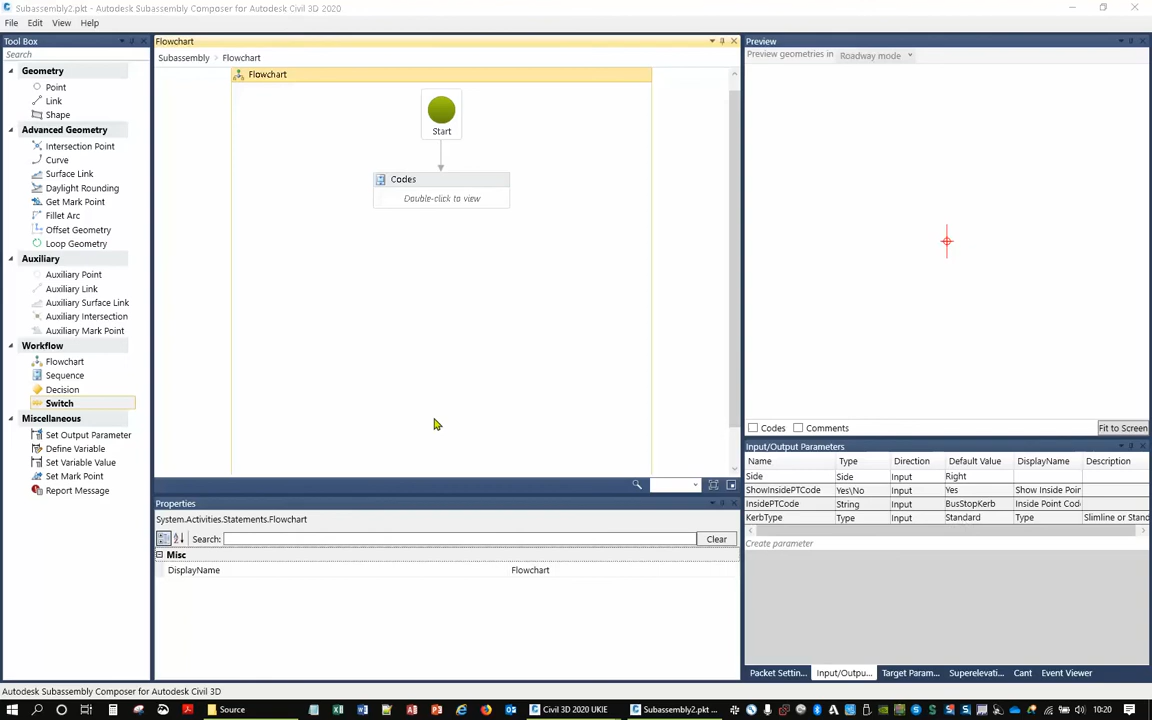 Subassembly2.pkt - Autodesk Subassembly Composer for Autodesk Civil 3D 2020
File Edit View Help
Tool Box
Search
Geometry
Point
Link
Shape
Advanced Geometry
Intersection Point
Curve
Surface Link
Daylight Rounding
Get Mark Point
Fillet Arc
Offset Geometry
Loop Geometry
Auxiliary
Auxiliary Point
Auxiliary Link
Auxiliary Surface Link
Auxiliary Intersection
Auxiliary Mark Point
Workflow
Flowchart
Sequence
Decision
Switch
Miscellaneous
Set Output Parameter
Define Variable
Set Variable Value
Set Mark Point
Report Message
Flowchart
Subassembly > Flowchart
Flowchart
Start
Codes
Double-click to view
Properties
System.Activities.Statements.Flowchart
Search: Clear
Misc
DisplayName Flowchart
Preview
Preview geometries in Roadway mode
Codes Comments Fit to Screen
Input/Output Parameters
Name Type Direction Default Value DisplayName Description
Side Side Input Right
ShowInsidePTCode Yes\No Input Yes Show Inside Poin
InsidePTCode String Input BusStopKerb Inside Point Cod
KerbType Type Input Standard Type Slimline or Stand
Create parameter
Packet Settin... Input/Outpu... Target Param... Superelevati... Cant Event Viewer
Autodesk Subassembly Composer for Autodesk Civil 3D
Source Civil 3D 2020 UKIE Subassembly2.pkt ... 10:20